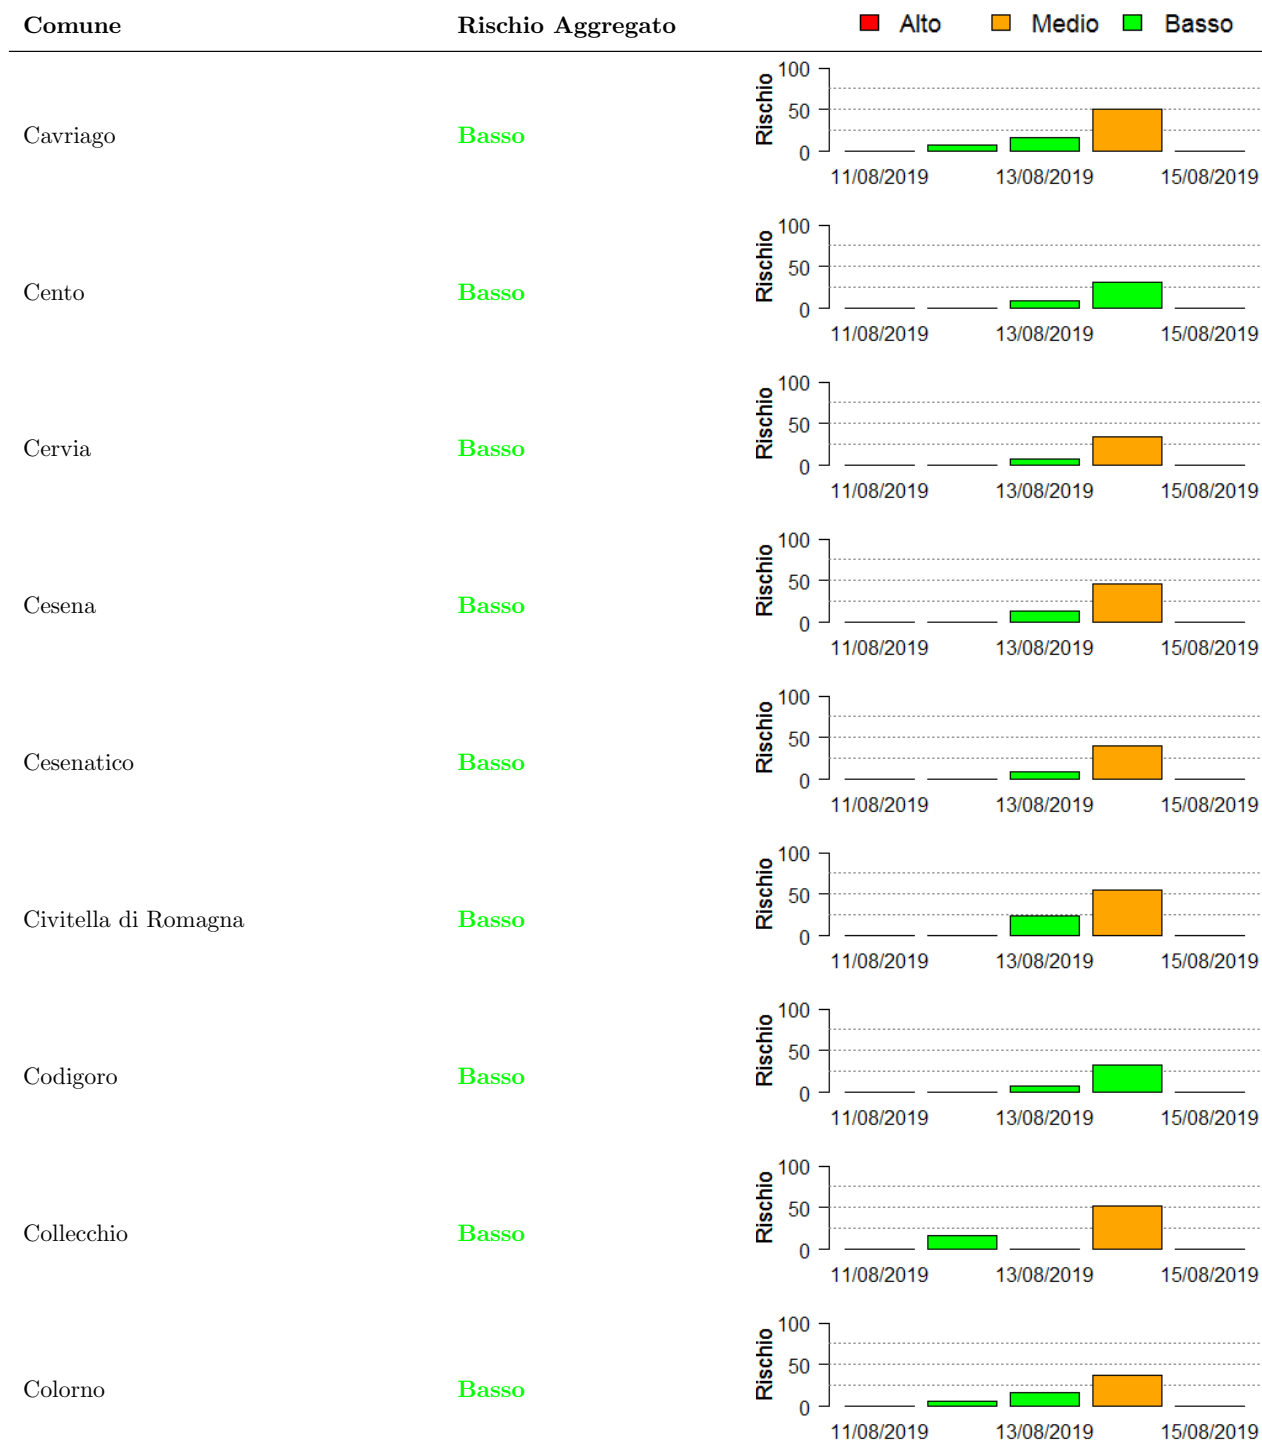 Comune Rischio Aggregato Alto Medio Basso
Cavriago Basso Rischio 100 50 0
11/08/2019 13/08/2019 15/08/2019
Cento Basso Rischio 100 50 0
11/08/2019 13/08/2019 15/08/2019
Cervia Basso Rischio 100 50 0
11/08/2019 13/08/2019 15/08/2019
Cesena Basso Rischio 100 50 0
11/08/2019 13/08/2019 15/08/2019
Cesenatico Basso Rischio 100 50 0
11/08/2019 13/08/2019 15/08/2019
Civitella di Romagna Basso Rischio 100 50 0
11/08/2019 13/08/2019 15/08/2019
Codigoro Basso Rischio 100 50 0
11/08/2019 13/08/2019 15/08/2019
Collecchio Basso Rischio 100 50 0
11/08/2019 13/08/2019 15/08/2019
Colorno Basso Rischio 100 50 0
11/08/2019 13/08/2019 15/08/2019